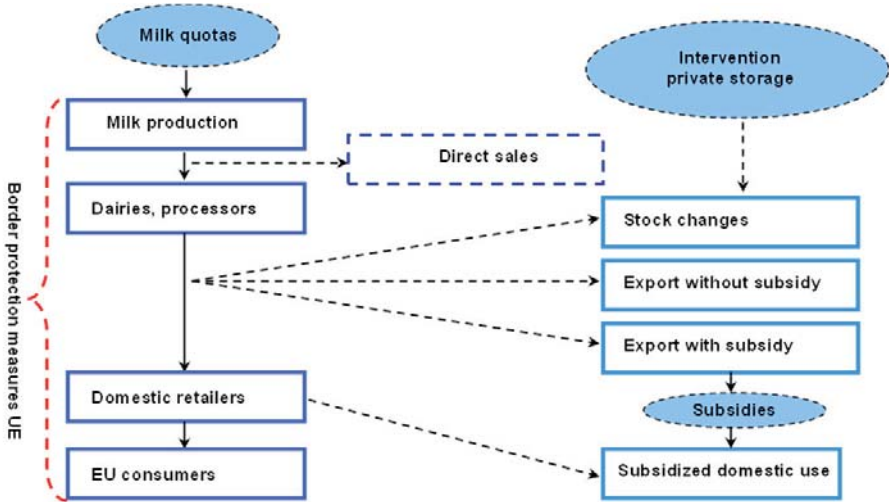 Milk quotas
Intervention
private storage
Milk production
Direct sales
Dairies, processors
Stock changes
Export without subsidy
Export with subsidy
Border protection measures UE
Domestic retailers
Subsidies
EU consumers
Subsidized domestic use